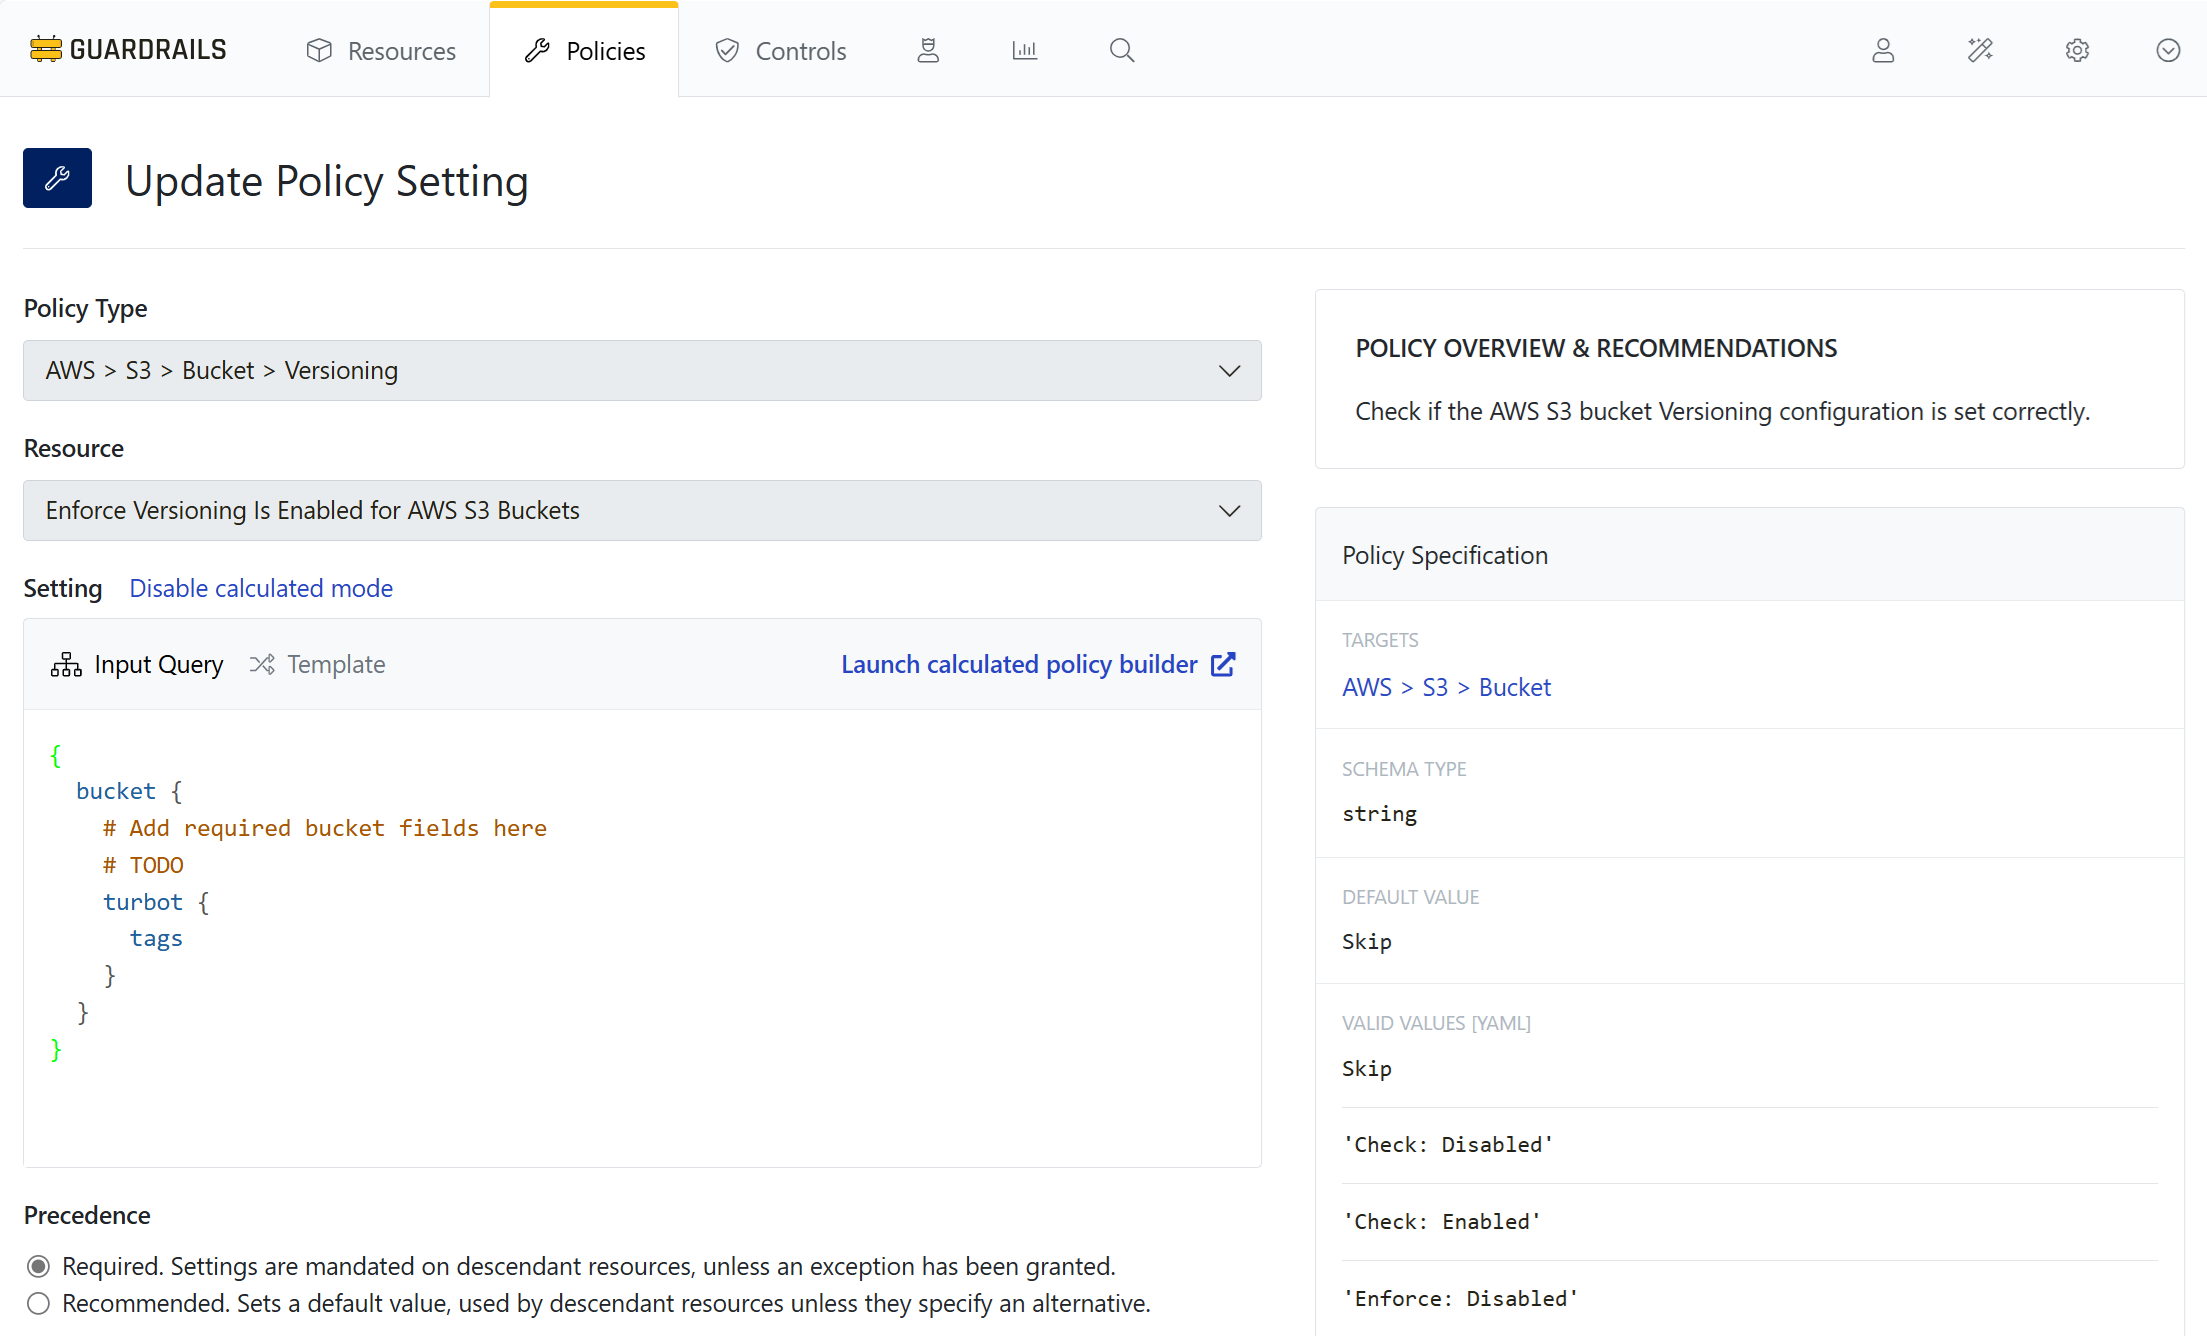 GUARDRAILS
Resources
Policies
Controls
Update Policy Setting
Policy Type
AWS > S3 > Bucket > Versioning
Resource
Enforce Versioning Is Enabled for AWS S3 Buckets
Setting Disable calculated mode
Input Query Template Launch calculated policy builder
{
  bucket {
    # Add required bucket fields here
    # TODO
    turbot {
      tags
    }
  }
}
Precedence
Required. Settings are mandated on descendant resources, unless an exception has been granted.
Recommended. Sets a default value, used by descendant resources unless they specify an alternative.
POLICY OVERVIEW & RECOMMENDATIONS
Check if the AWS S3 bucket Versioning configuration is set correctly.
Policy Specification
TARGETS
AWS > S3 > Bucket
SCHEMA TYPE
string
DEFAULT VALUE
Skip
VALID VALUES [YAML]
Skip
'Check: Disabled'
'Check: Enabled'
'Enforce: Disabled'